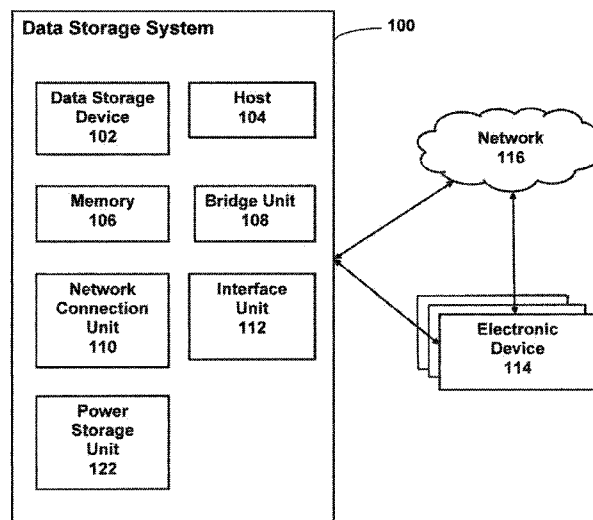 Data Storage System
100
Data Storage
Device
102
Host
104
Memory
106
Bridge Unit
108
Network
Connection
Unit
110
Interface
Unit
112
Power
Storage
Unit
122
Network
116
Electronic
Device
114